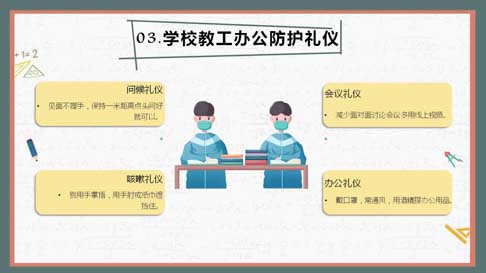 +1=2
03.学校教工办公防护礼仪
问候礼仪
• 见面不握手，保持一米距离点头问好
就可以。
会议礼仪
• 减少面对面讨论会议多用线上视频。
咳嗽礼仪
• 别用手掌捂，用手肘或纸巾遮
挡住。
办公礼仪
• 戴口罩，常通风，用酒精擦办公用品。